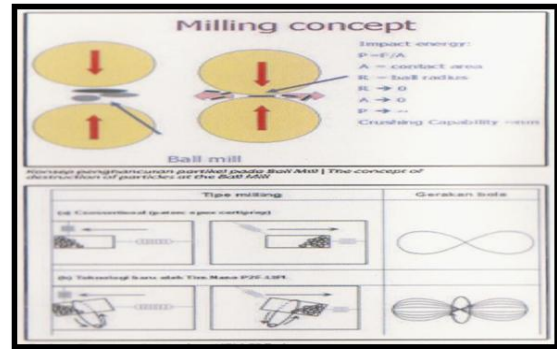 Milling concept
Impact energy:
P=F/A
A = contact area
R = ball radius
R → 0
A → 0
P → ∞
Crushing Capability
Ball mill
Konsep penghancuran partikel pada Ball Mill | The concept of
destruction of particles at the Ball Mill
Tipe milling
Gerakan bola
(a) Conventional (paten:
(b) Teknologi baru oleh Tim Nano P2F-LIPI.